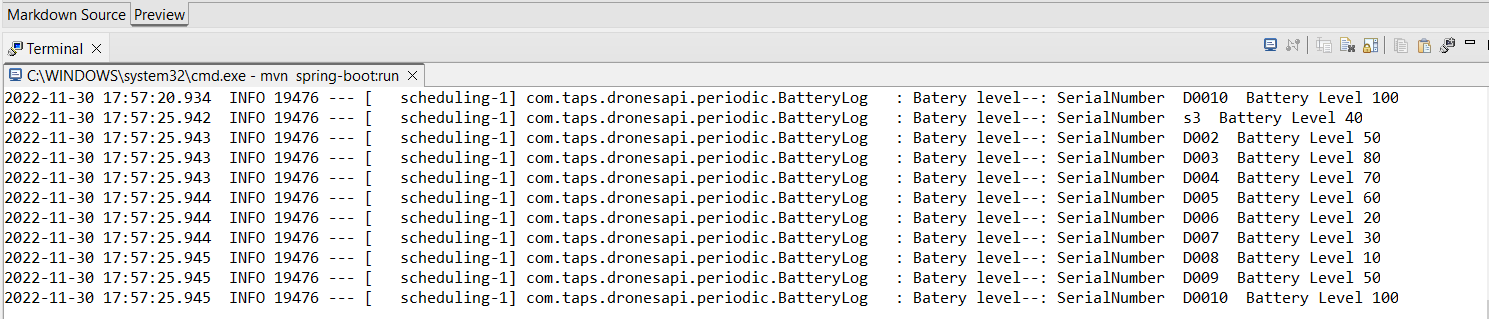 Markdown Source Preview
Terminal
C:\WINDOWS\system32\cmd.exe - mvn  spring-boot:run
2022-11-30 17:57:20.934  INFO 19476 --- [   scheduling-1] com.taps.dronesapi.periodic.BatteryLog   : Batery level--: SerialNumber  D0010  Battery Level 100
2022-11-30 17:57:25.942  INFO 19476 --- [   scheduling-1] com.taps.dronesapi.periodic.BatteryLog   : Batery level--: SerialNumber  s3  Battery Level 40
2022-11-30 17:57:25.943  INFO 19476 --- [   scheduling-1] com.taps.dronesapi.periodic.BatteryLog   : Batery level--: SerialNumber  D002  Battery Level 50
2022-11-30 17:57:25.943  INFO 19476 --- [   scheduling-1] com.taps.dronesapi.periodic.BatteryLog   : Batery level--: SerialNumber  D003  Battery Level 80
2022-11-30 17:57:25.943  INFO 19476 --- [   scheduling-1] com.taps.dronesapi.periodic.BatteryLog   : Batery level--: SerialNumber  D004  Battery Level 70
2022-11-30 17:57:25.944  INFO 19476 --- [   scheduling-1] com.taps.dronesapi.periodic.BatteryLog   : Batery level--: SerialNumber  D005  Battery Level 60
2022-11-30 17:57:25.944  INFO 19476 --- [   scheduling-1] com.taps.dronesapi.periodic.BatteryLog   : Batery level--: SerialNumber  D006  Battery Level 20
2022-11-30 17:57:25.944  INFO 19476 --- [   scheduling-1] com.taps.dronesapi.periodic.BatteryLog   : Batery level--: SerialNumber  D007  Battery Level 30
2022-11-30 17:57:25.945  INFO 19476 --- [   scheduling-1] com.taps.dronesapi.periodic.BatteryLog   : Batery level--: SerialNumber  D008  Battery Level 10
2022-11-30 17:57:25.945  INFO 19476 --- [   scheduling-1] com.taps.dronesapi.periodic.BatteryLog   : Batery level--: SerialNumber  D009  Battery Level 50
2022-11-30 17:57:25.945  INFO 19476 --- [   scheduling-1] com.taps.dronesapi.periodic.BatteryLog   : Batery level--: SerialNumber  D0010  Battery Level 100